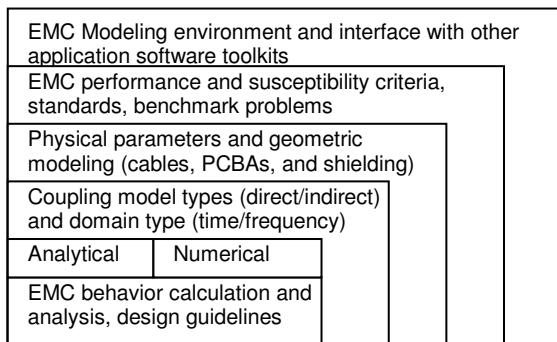 EMC Modeling environment and interface with other
application software toolkits
EMC performance and susceptibility criteria,
standards, benchmark problems
Physical parameters and geometric
modeling (cables, PCBAs, and shielding)
Coupling model types (direct/indirect)
and domain type (time/frequency)
Analytical Numerical
EMC behavior calculation and
analysis, design guidelines